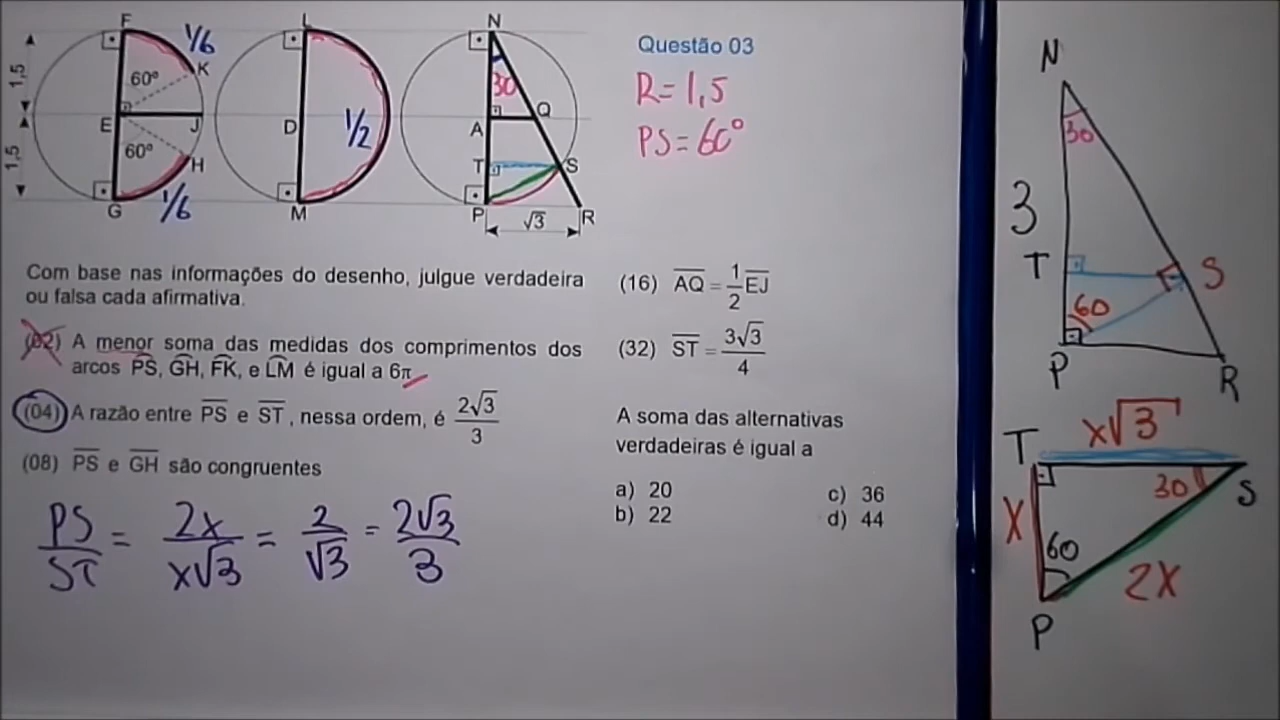 F
1/6
L
N
K
60º
1,5
30
E
J
D
1/2
A
Q
1,5
60º
H
T
S
G
1/6
M
P
√3
R
Questão 03
R= 1,5
PS= 60°
Com base nas informações do desenho, julgue verdadeira
ou falsa cada afirmativa.
(02) A menor soma das medidas dos comprimentos dos
arcos PS, GH, FK, e LM é igual a 6π
(04) A razão entre PS e ST, nessa ordem, é 2√3/3
(08) PS e GH são congruentes
PS/ST = 2x/x√3 = 2/√3 = 2√3/3
(16) AQ = 1/2 EJ
(32) ST = 3√3/4
A soma das alternativas
verdadeiras é igual a
a) 20
b) 22
c) 36
d) 44
N
30
3
T
S
60
P
R
x√3
T
30
S
X
60
2X
P